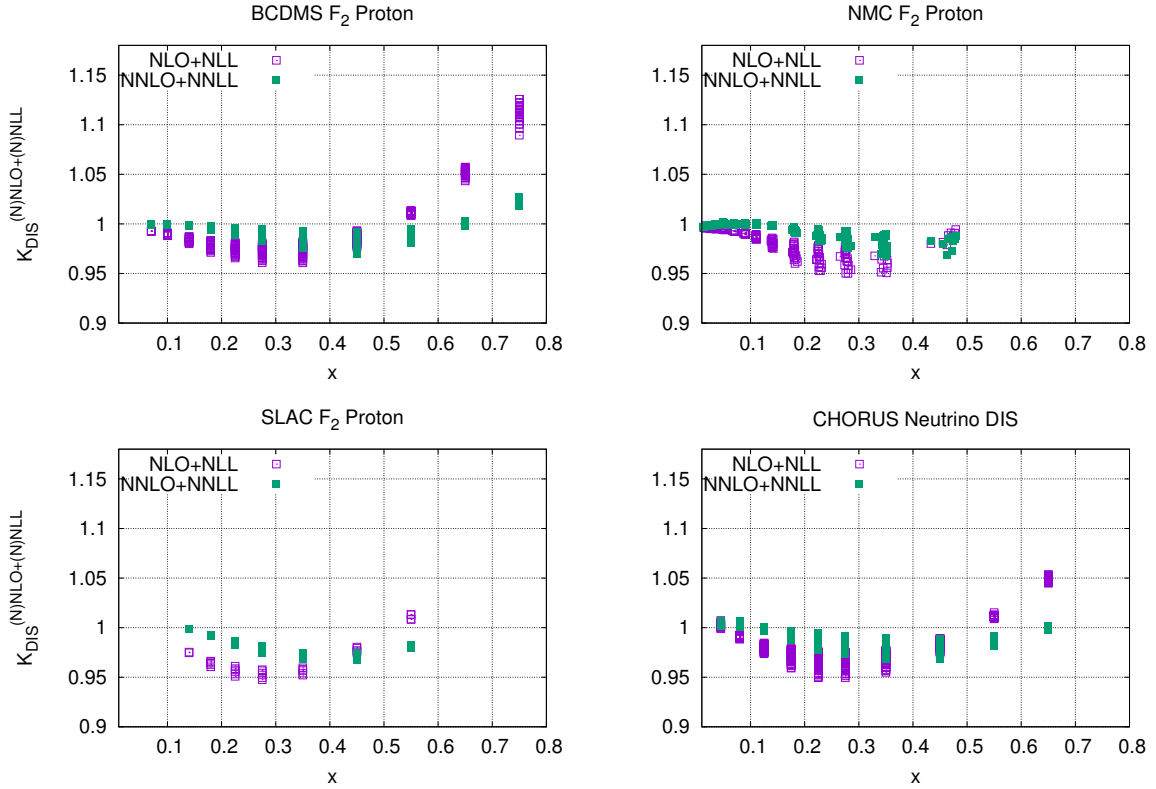 BCDMS F2 Proton
NLO+NLL
NNLO+NNLL
KDIS(N)NLO+(N)NLL
1.15
1.1
1.05
1
0.95
0.9
0.1 0.2 0.3 0.4 0.5 0.6 0.7 0.8
x
NMC F2 Proton
NLO+NLL
NNLO+NNLL
1.15
1.1
1.05
1
0.95
0.9
0.1 0.2 0.3 0.4 0.5 0.6 0.7 0.8
x
SLAC F2 Proton
NLO+NLL
NNLO+NNLL
KDIS(N)NLO+(N)NLL
1.15
1.1
1.05
1
0.95
0.9
0.1 0.2 0.3 0.4 0.5 0.6 0.7 0.8
x
CHORUS Neutrino DIS
NLO+NLL
NNLO+NNLL
1.15
1.1
1.05
1
0.95
0.9
0.1 0.2 0.3 0.4 0.5 0.6 0.7 0.8
x